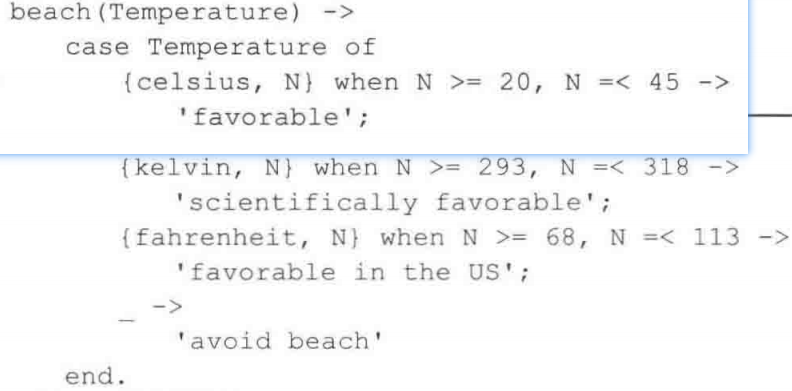 beach(Temperature) ->
case Temperature of
{celsius, N} when N >= 20, N =< 45 ->
'favorable';
{kelvin, N} when N >= 293, N =< 318 ->
'scientifically favorable';
{fahrenheit, N} when N >= 68, N =< 113 ->
'favorable in the US';
_ ->
'avoid beach'
end.